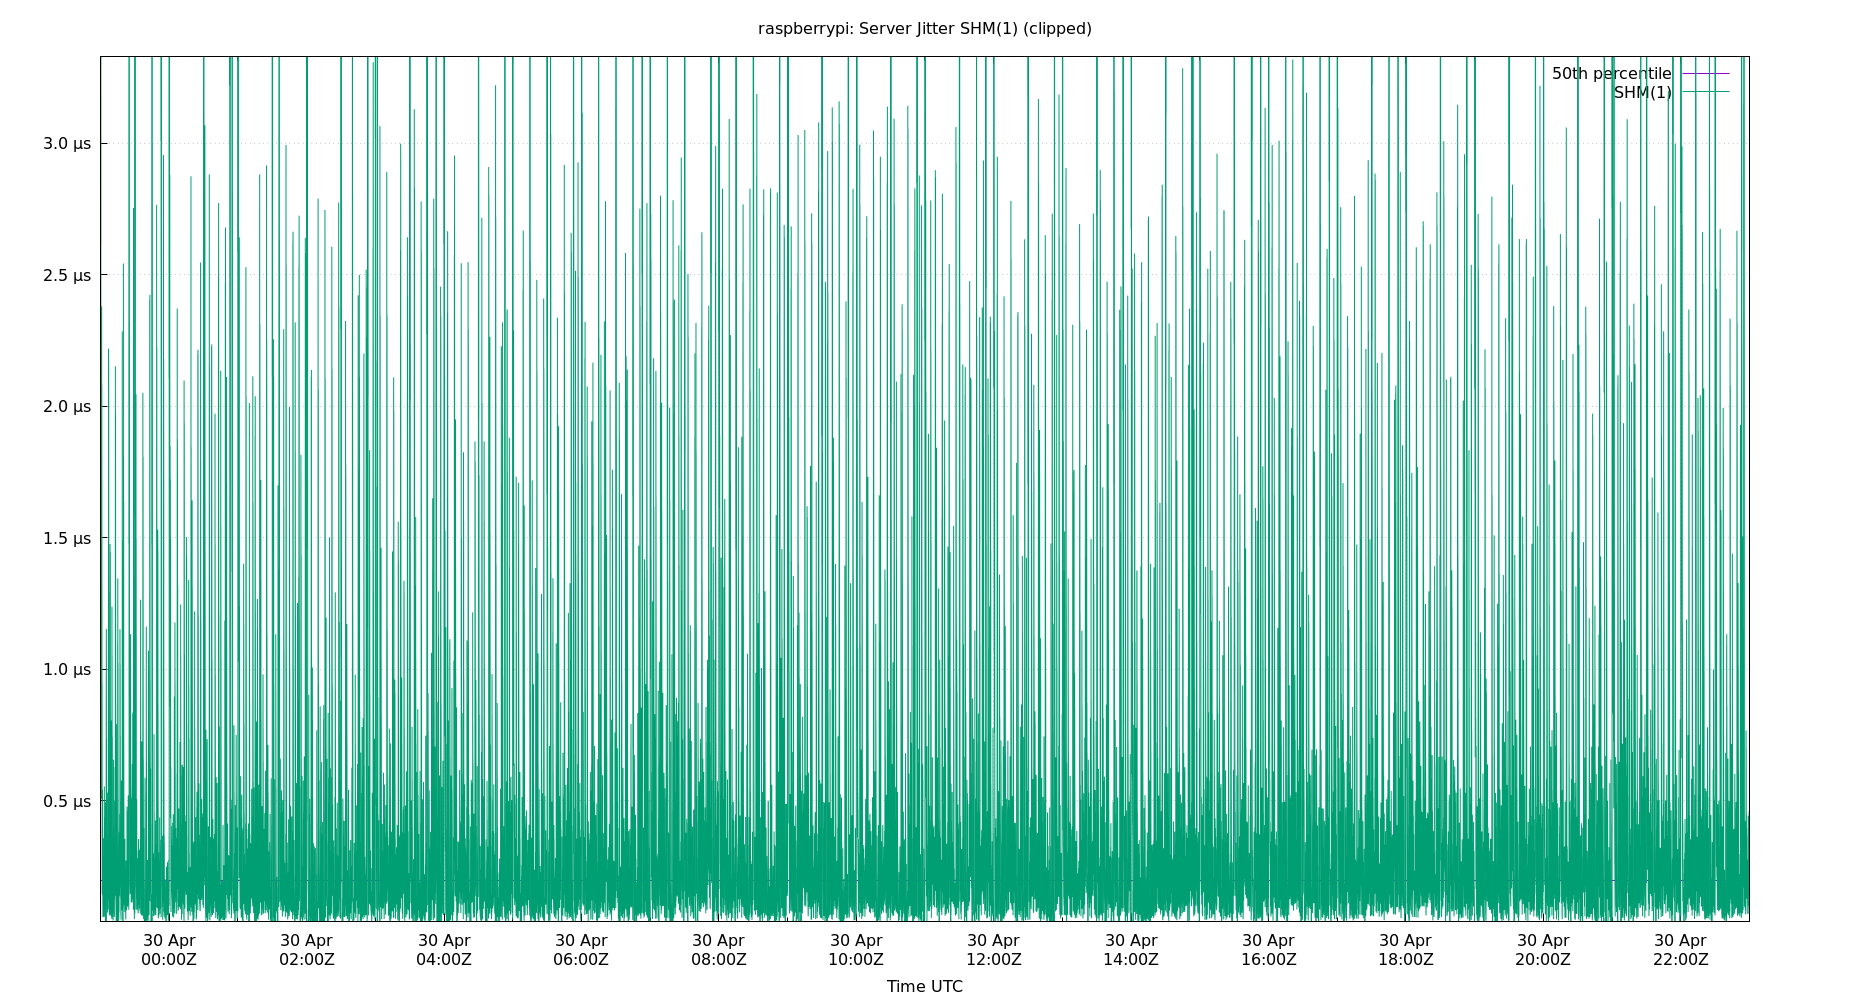 raspberrypi: Server Jitter SHM(1) (clipped)
50th percentile
SHM(1)
3.0 µs
2.5 µs
2.0 µs
1.5 µs
1.0 µs
0.5 µs
30 Apr 30 Apr 30 Apr 30 Apr 30 Apr 30 Apr 30 Apr 30 Apr 30 Apr 30 Apr 30 Apr 30 Apr
00:00Z 02:00Z 04:00Z 06:00Z 08:00Z 10:00Z 12:00Z 14:00Z 16:00Z 18:00Z 20:00Z 22:00Z
Time UTC